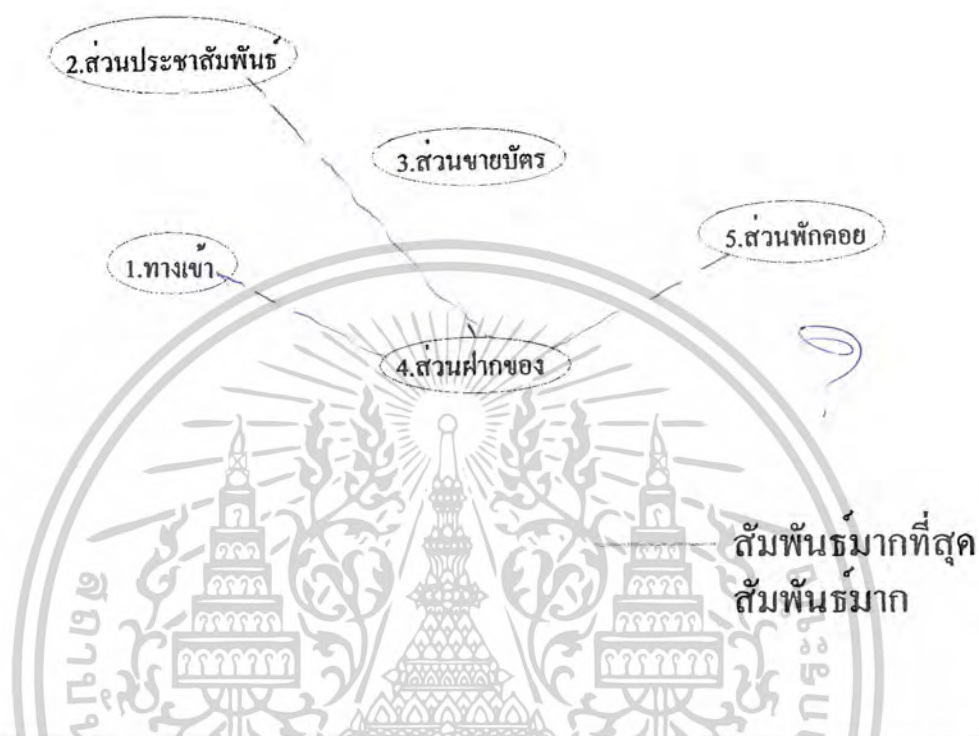 2.ส่วนประชาสัมพันธ์
3.ส่วนขายบัตร
5.ส่วนพักคอย
1.ทางเข้า
4.ส่วนฝากของ
สัมพันธ์มากที่สุด
สัมพันธ์มาก